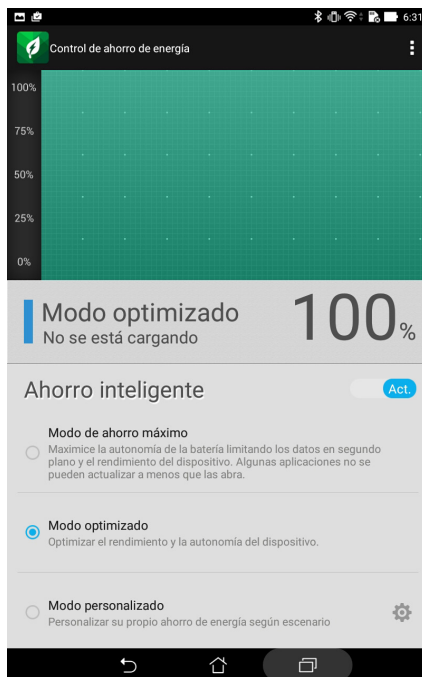 6:31
Control de ahorro de energía
100%
75%
50%
25%
0%
Modo optimizado
No se está cargando
100%
Ahorro inteligente
Act.
Modo de ahorro máximo
Maximice la autonomía de la batería limitando los datos en segundo
plano y el rendimiento del dispositivo. Algunas aplicaciones no se
pueden actualizar a menos que las abra.
Modo optimizado
Optimizar el rendimiento y la autonomía del dispositivo.
Modo personalizado
Personalizar su propio ahorro de energía según escenario